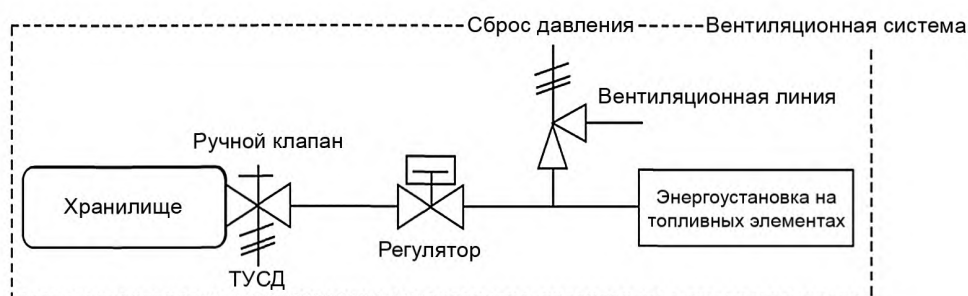 Сброс давления
Вентиляционная система
Вентиляционная линия
Ручной клапан
Хранилище
Энергоустановка на
топливных элементах
Регулятор
ТУСД